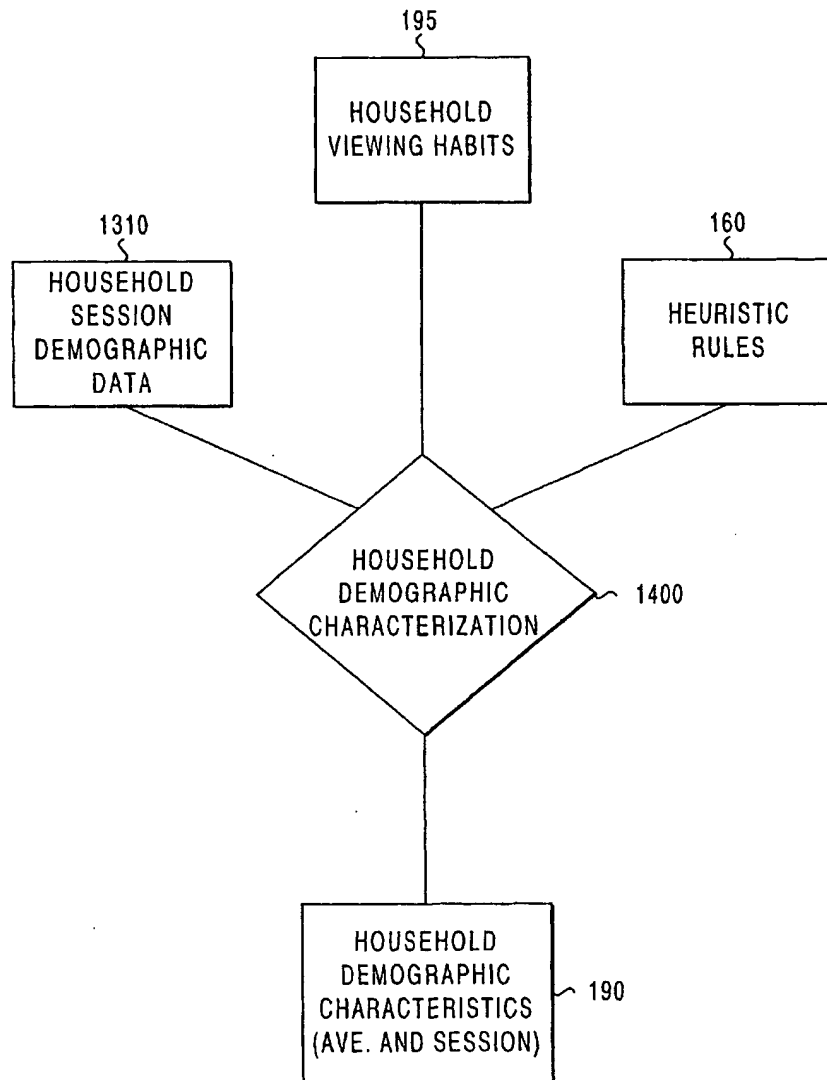 195
HOUSEHOLD
VIEWING HABITS
1310
HOUSEHOLD
SESSION
DEMOGRAPHIC
DATA
160
HEURISTIC
RULES
HOUSEHOLD
DEMOGRAPHIC
CHARACTERIZATION
1400
HOUSEHOLD
DEMOGRAPHIC
CHARACTERISTICS
(AVE. AND SESSION)
190